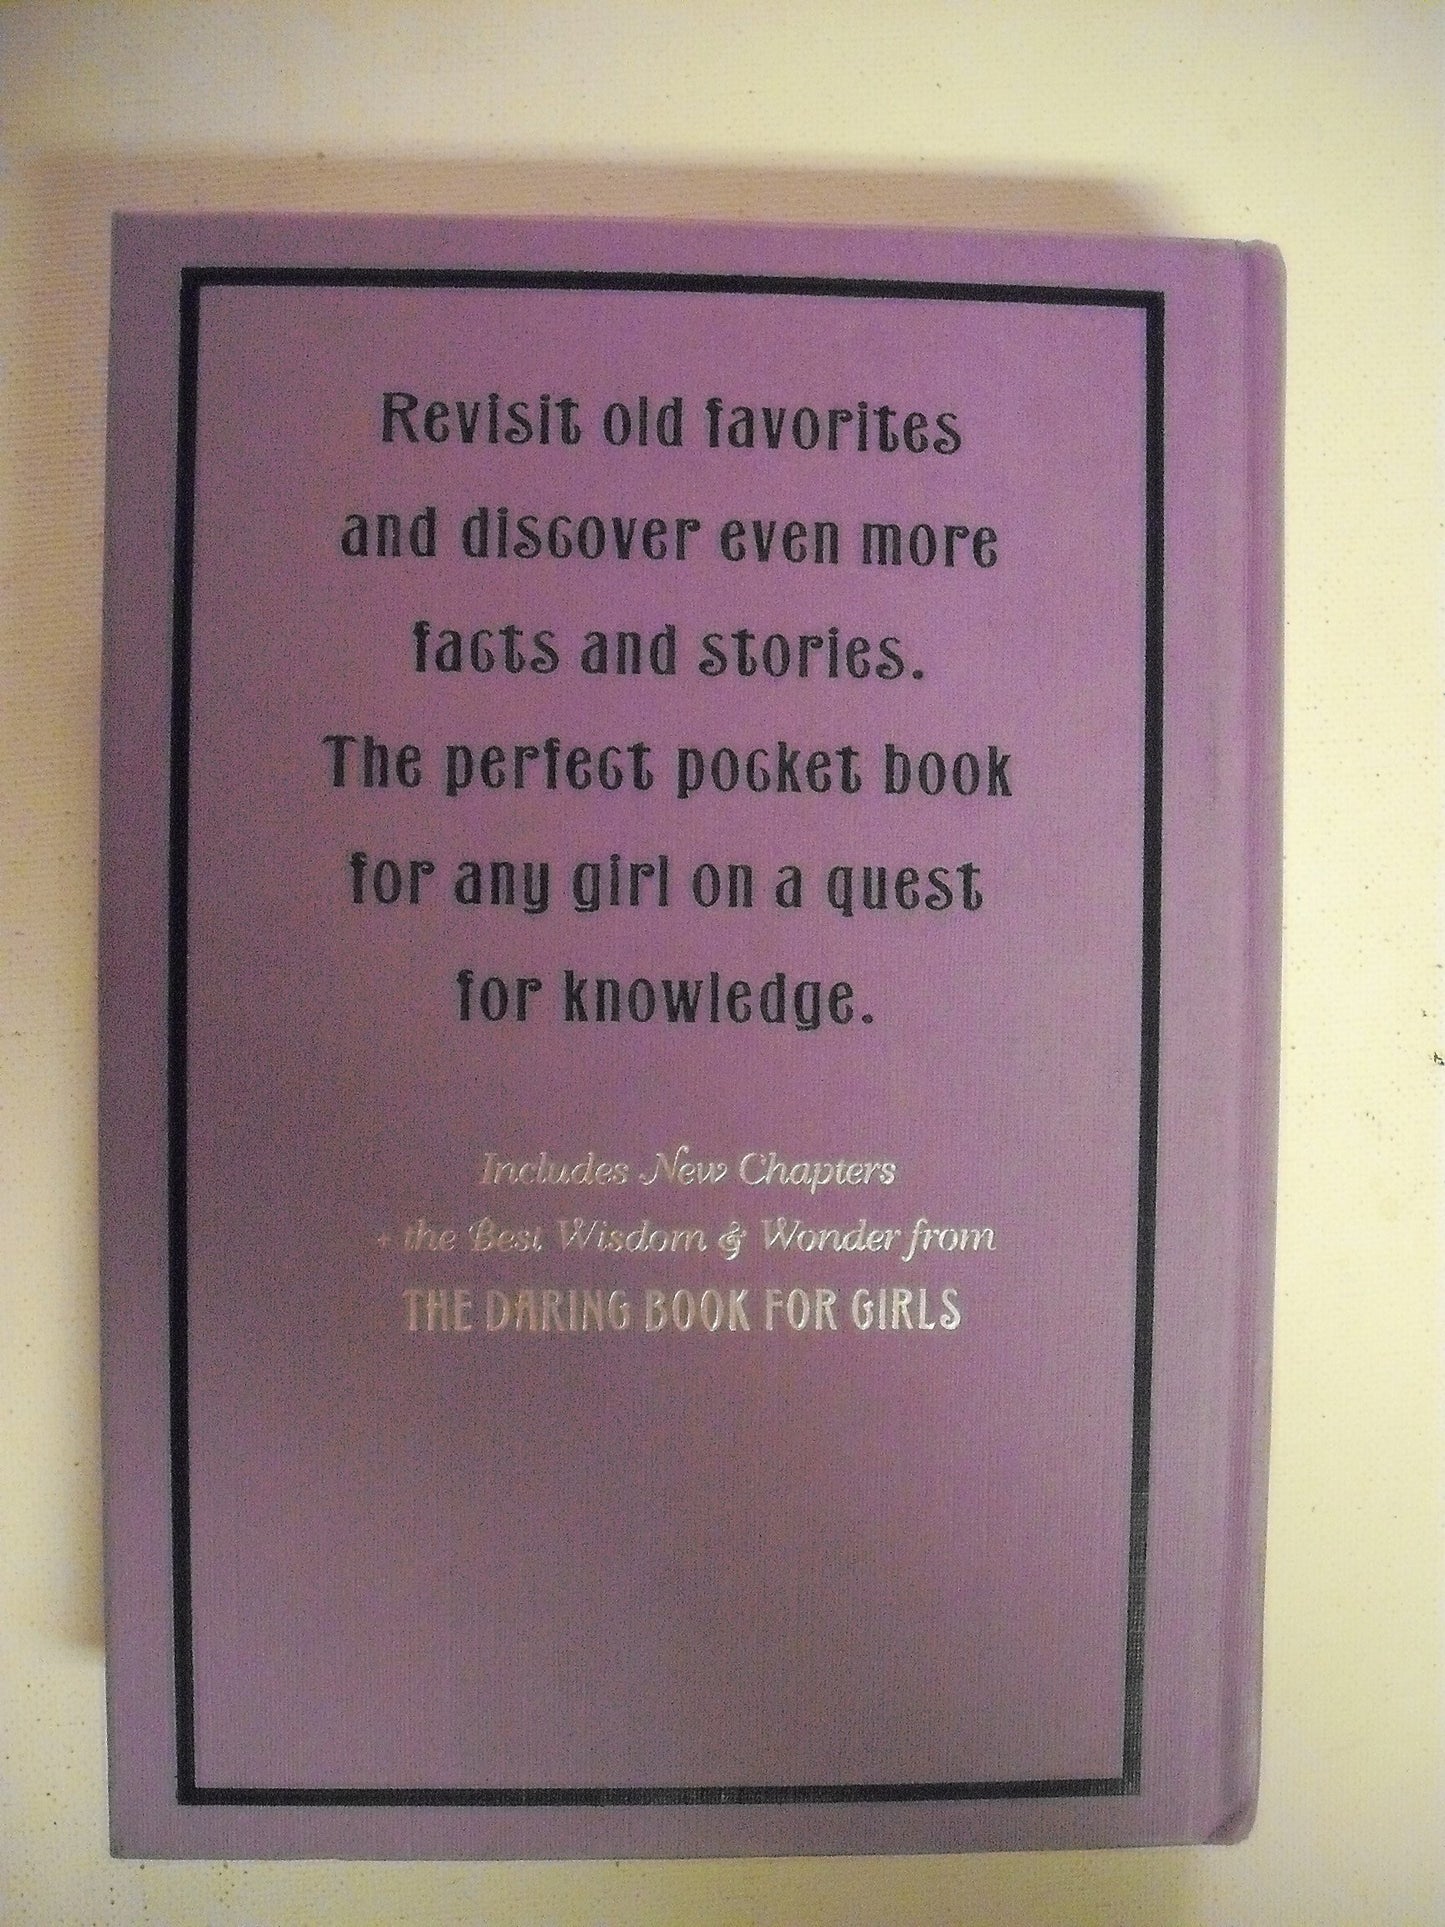 Revisit old favorites
and discover even more
facts and stories.
The perfect pocket book
for any girl on a quest
for knowledge.
Includes New Chapters
+ the Best Wisdom & Wonder from
THE DARING BOOK FOR GIRLS